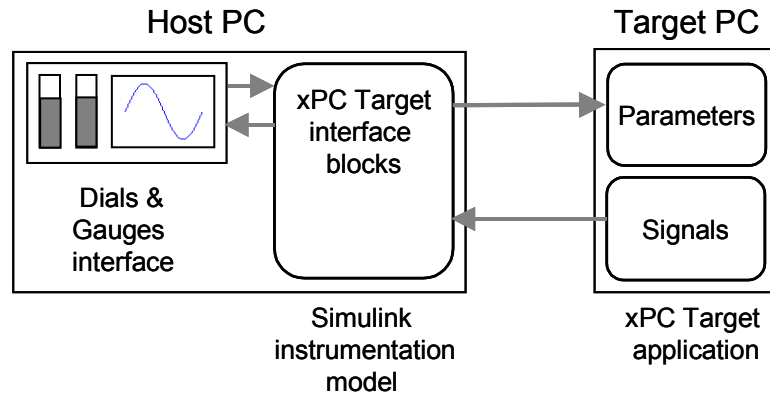 Host PC
Target PC
xPC Target
interface
blocks
Parameters
Signals
Dials &
Gauges
interface
Simulink
instrumentation
model
xPC Target
application